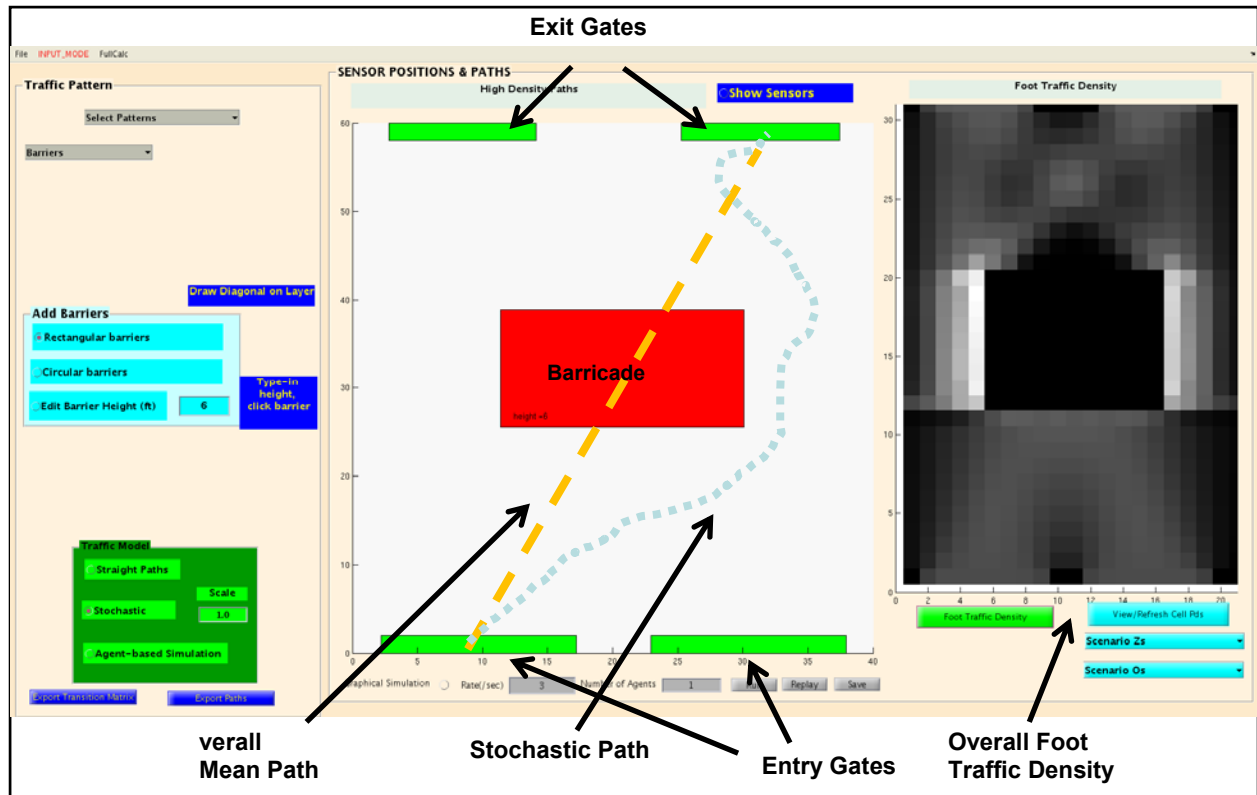 Exit Gates
File INPUT_MODE FullCalc
Traffic Pattern
Select Patterns
Barriers
Draw Diagonal on Layer
Add Barriers
Rectangular barriers
Circular barriers
Edit Barrier Height (ft) 6
Type-in
height,
click barrier
Traffic Model
Straight Paths
Scale
Stochastic 1.0
Agent-based Simulation
Export Transition Matrix Export Paths
SENSOR POSITIONS & PATHS
High Density Paths
Show Sensors
60
50
40
30
20
10
0
Barricade
0 5 10 15 20 25 30 35 40
raphical Simulation Rate(/sec) 3 Number of Agents 1 Replay Save
Foot Traffic Density
30
25
20
15
10
5
0
0 2 4 6 8 10 12 14 16 18 20
Foot Traffic Density View/Refresh Cell Pds
Scenario Zs
Scenario Os
verall
Mean Path
Stochastic Path
Entry Gates
Overall Foot
Traffic Density